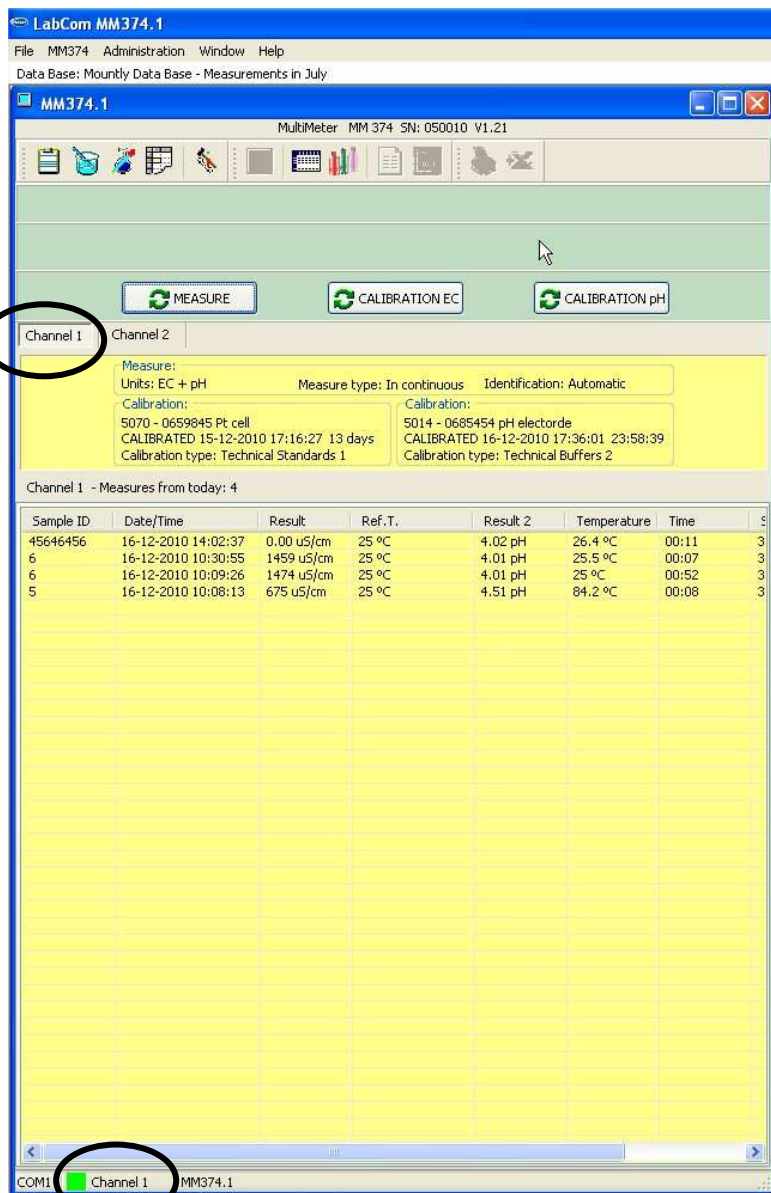 LabCom MM374.1
File MM374 Administration Window Help
Data Base: Mountly Data Base - Measurements in July
MM374.1
MultiMeter MM 374 SN: 050010 V1.21
MEASURE CALIBRATION EC CALIBRATION pH
Channel 1 Channel 2
Measure:
Units: EC + pH Measure type: In continuous Identification: Automatic
Calibration: Calibration:
5070 - 0659845 Pt cell 5014 - 0685454 pH electorde
CALIBRATED 15-12-2010 17:16:27 13 days CALIBRATED 16-12-2010 17:36:01 23:58:39
Calibration type: Technical Standards 1 Calibration type: Technical Buffers 2
Channel 1 - Measures from today: 4
Sample ID Date/Time Result Ref.T. Result 2 Temperature Time
45646456 16-12-2010 14:02:37 0.00 uS/cm 25 ºC 4.02 pH 26.4 ºC 00:11 3
6 16-12-2010 10:30:55 1459 uS/cm 25 ºC 4.01 pH 25.5 ºC 00:07 3
6 16-12-2010 10:09:26 1474 uS/cm 25 ºC 4.01 pH 25 ºC 00:52 3
5 16-12-2010 10:08:13 675 uS/cm 25 ºC 4.51 pH 84.2 ºC 00:08 3
COM1 Channel 1 MM374.1